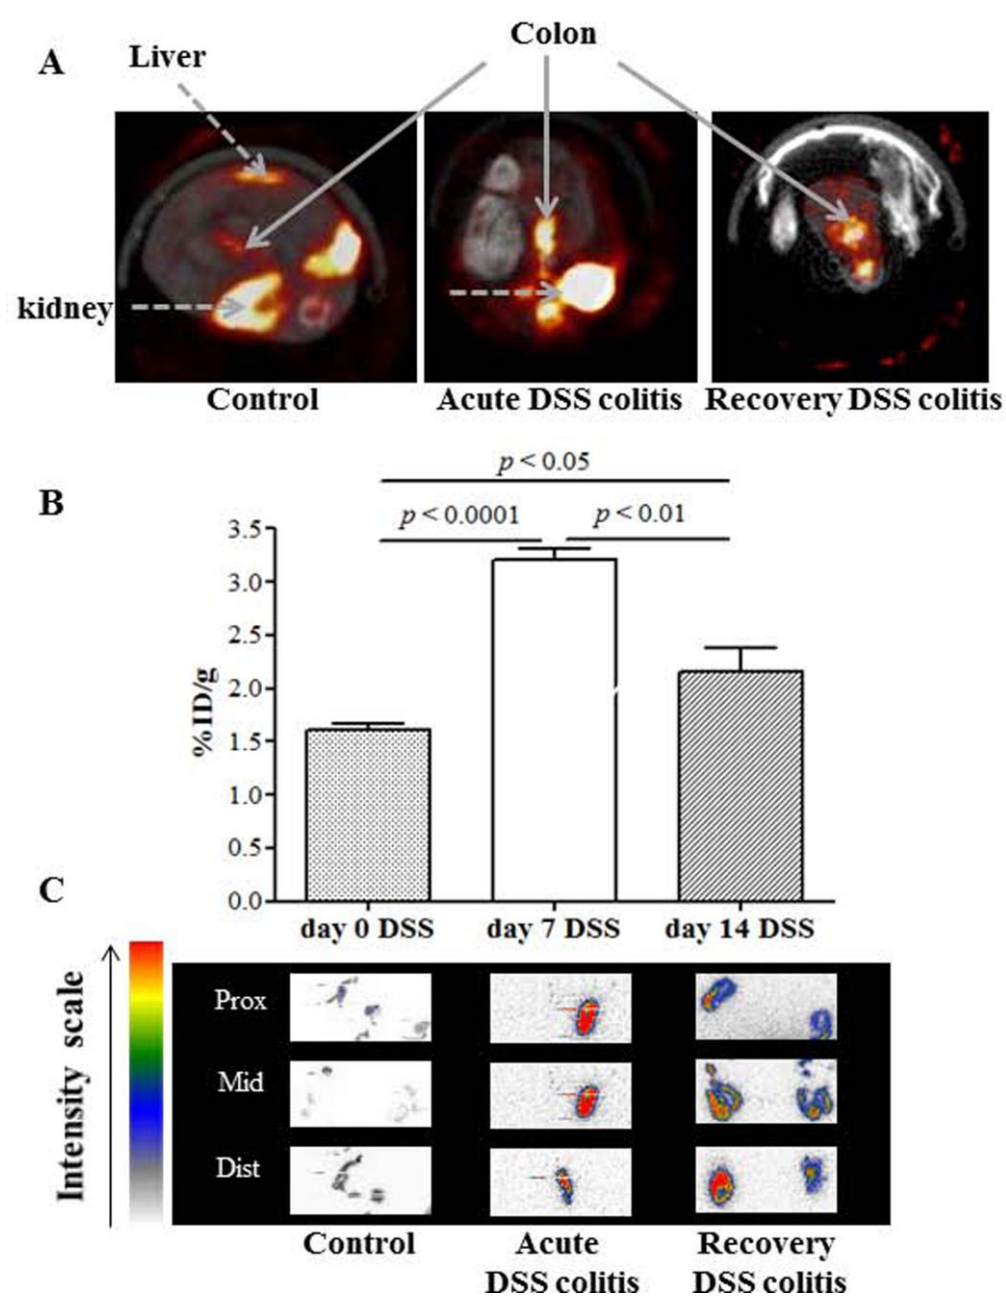 A
Liver
Colon
kidney
Control
Acute DSS colitis
Recovery DSS colitis
B
p < 0.05
p < 0.0001
p < 0.01
%ID/g
3.5
3.0
2.5
2.0
1.5
1.0
0.5
0.0
day 0 DSS
day 7 DSS
day 14 DSS
C
Intensity scale
Prox
Mid
Dist
Control
Acute
DSS colitis
Recovery
DSS colitis